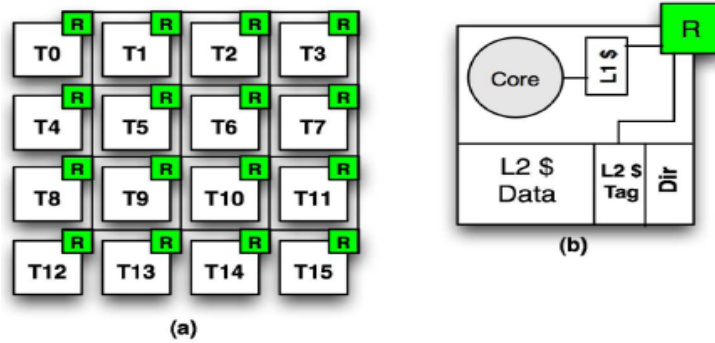 R R R R
T0 T1 T2 T3
R R R R
T4 T5 T6 T7
R R R R
T8 T9 T10 T11
R R R R
T12 T13 T14 T15
(a)
R
Core
L1 $
L2 $
Data
L2 $
Tag
Dir
(b)